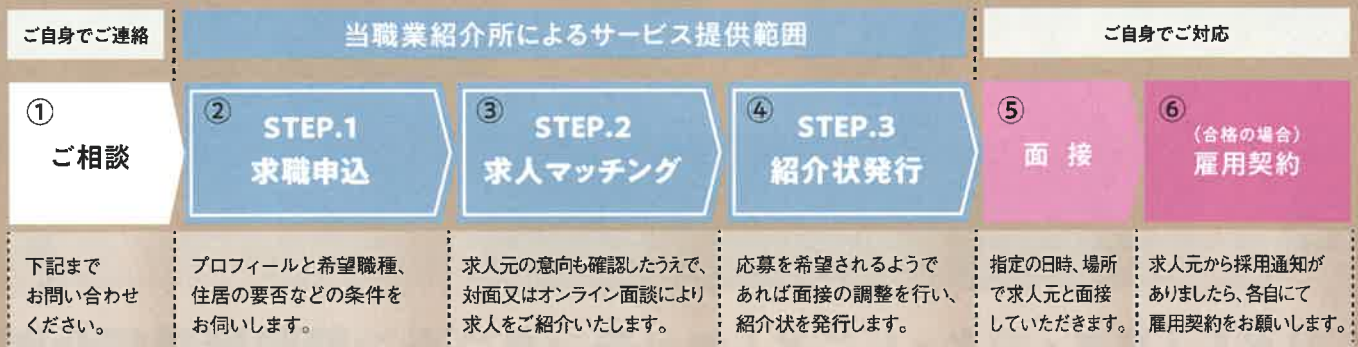 ご自身でご連絡
当職業紹介所によるサービス提供範囲
ご自身でご対応
①
ご相談
②
STEP.1
求職申込
③
STEP.2
求人マッチング
④
STEP.3
紹介状発行
⑤
面 接
⑥
(合格の場合)
雇用契約
下記まで
お問い合わせ
ください。
プロフィールと希望職種、
住居の要否などの条件を
お伺いします。
求人元の意向も確認したうえで、
対面又はオンライン面談により
求人をご紹介いたします。
応募を希望されるようで
あれば面接の調整を行い、
紹介状を発行します。
指定の日時、場所
で求人元と面接
していただきます。
求人元から採用通知が
ありましたら、各自にて
雇用契約をお願いします。